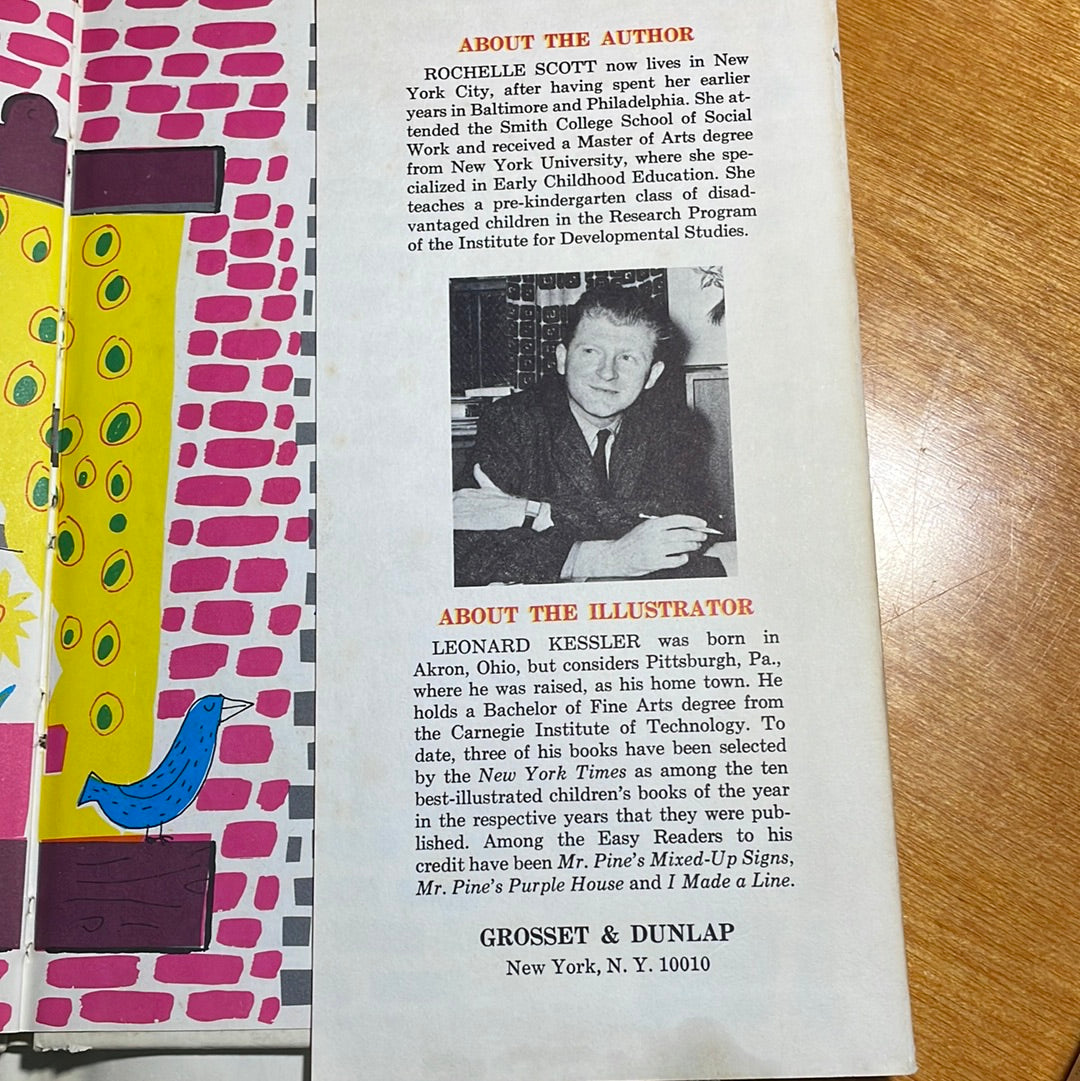 ABOUT THE AUTHOR
ROCHELLE SCOTT now lives in New
York City, after having spent her earlier
years in Baltimore and Philadelphia. She at-
tended the Smith College School of Social
Work and received a Master of Arts degree
from New York University, where she spe-
cialized in Early Childhood Education. She
teaches a pre-kindergarten class of disad-
vantaged children in the Research Program
of the Institute for Developmental Studies.
ABOUT THE ILLUSTRATOR
LEONARD KESSLER was born in
Akron, Ohio, but considers Pittsburgh, Pa.,
where he was raised, as his home town. He
holds a Bachelor of Fine Arts degree from
the Carnegie Institute of Technology. To
date, three of his books have been selected
by the New York Times as among the ten
best-illustrated children's books of the year
in the respective years that they were pub-
lished. Among the Easy Readers to his
credit have been Mr. Pine's Mixed-Up Signs,
Mr. Pine's Purple House and I Made a Line.
GROSSET & DUNLAP
New York, N. Y. 10010